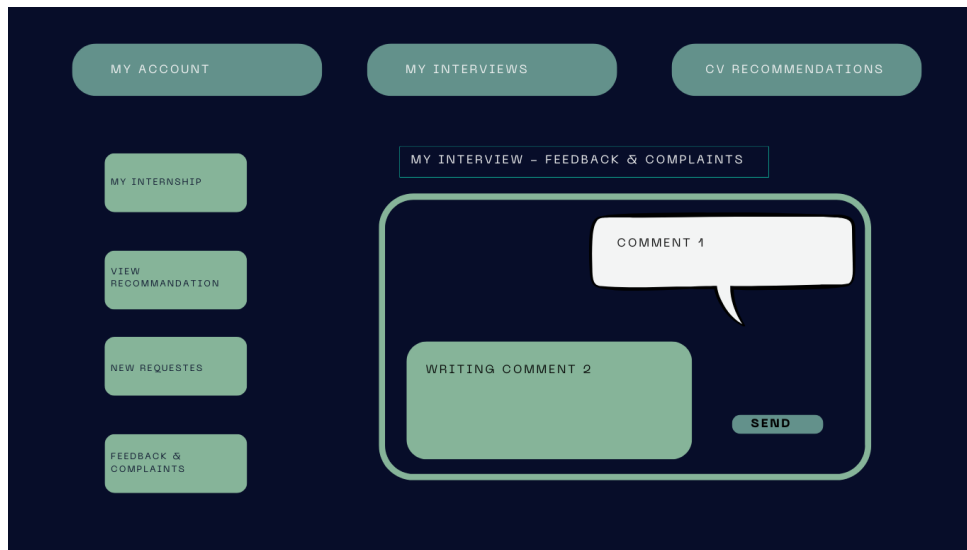 MY ACCOUNT
MY INTERVIEWS
CV RECOMMENDATIONS
MY INTERVIEW – FEEDBACK & COMPLAINTS
MY INTERNSHIP
VIEW
RECOMMANDATION
NEW REQUESTES
FEEDBACK &
COMPLAINTS
COMMENT 1
WRITING COMMENT 2
SEND